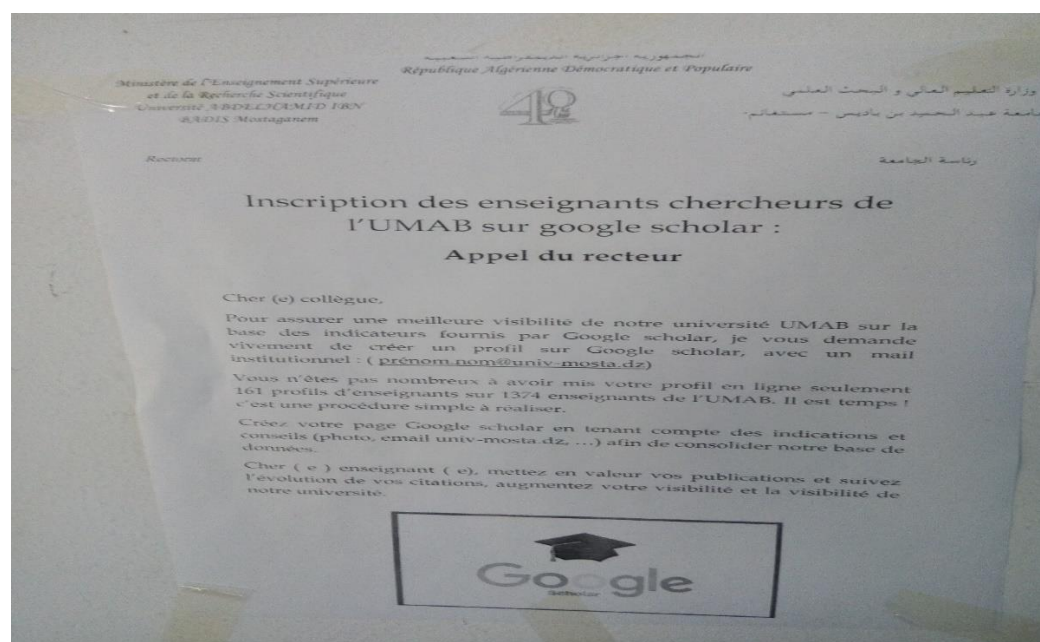 الجمهورية الجزائرية الديمقراطية الشعبية
République Algérienne Démocratique et Populaire
Ministère de l'Enseignement Supérieure
et de la Recherche Scientifique
Université ABDELHAMID IBN
BADIS Mostaganem
وزارة التعليم العالي و البحث العلمي
جامعة عبد الحميد بن باديس - مستغانم-
Rectorat
رئاسة الجامعة
Inscription des enseignants chercheurs de
l'UMAB sur google scholar :
Appel du recteur
Cher (e) collègue,
Pour assurer une meilleure visibilité de notre université UMAB sur la
base des indicateurs fournis par Google scholar, je vous demande
vivement de créer un profil sur Google scholar, avec un mail
institutionnel : ( prénom.nom@univ-mosta.dz)
Vous n'êtes pas nombreux à avoir mis votre profil en ligne seulement
161 profils d'enseignants sur 1374 enseignants de l'UMAB. Il est temps !
c'est une procédure simple à réaliser.
Créez votre page Google scholar en tenant compte des indications et
conseils (photo, email univ-mosta.dz, ...) afin de consolider notre base de
données.
Cher ( e ) enseignant ( e), mettez en valeur vos publications et suivez
l'évolution de vos citations, augmentez votre visibilité et la visibilité de
notre université.
Google
Scholar